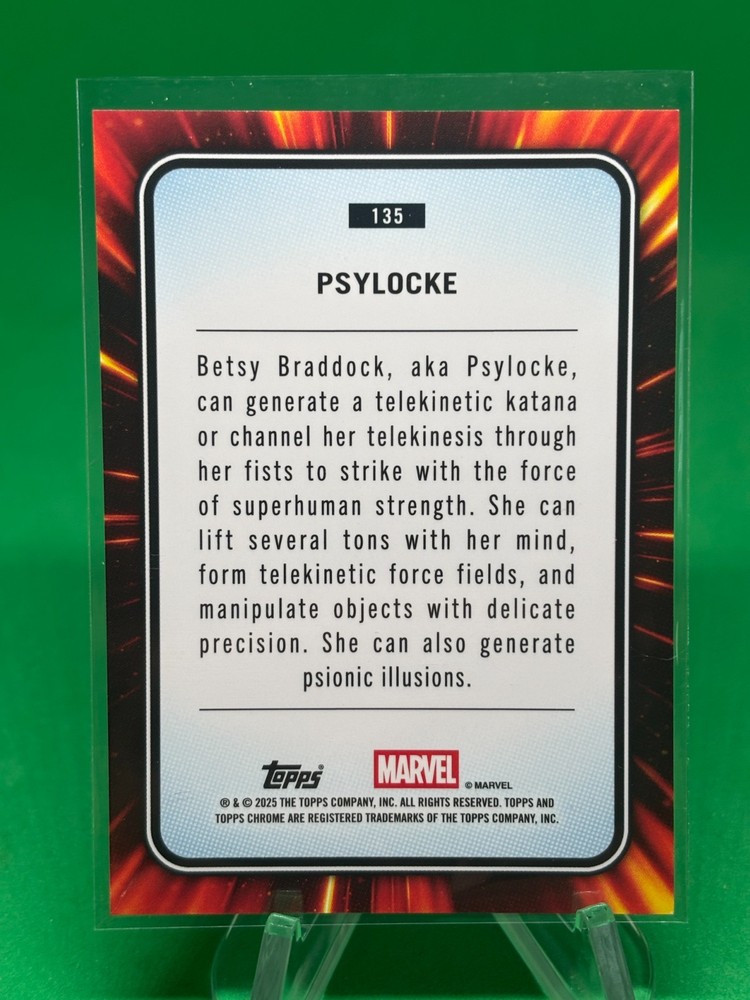 135
PSYLOCKE
Betsy Braddock, aka Psylocke,
can generate a telekinetic katana
or channel her telekinesis through
her fists to strike with the force
of superhuman strength. She can
lift several tons with her mind,
form telekinetic force fields, and
manipulate objects with delicate
precision. She can also generate
psionic illusions.
Topps® MARVEL © MARVEL
® & © 2025 THE TOPPS COMPANY, INC. ALL RIGHTS RESERVED. TOPPS AND
TOPPS CHROME ARE REGISTERED TRADEMARKS OF THE TOPPS COMPANY, INC.